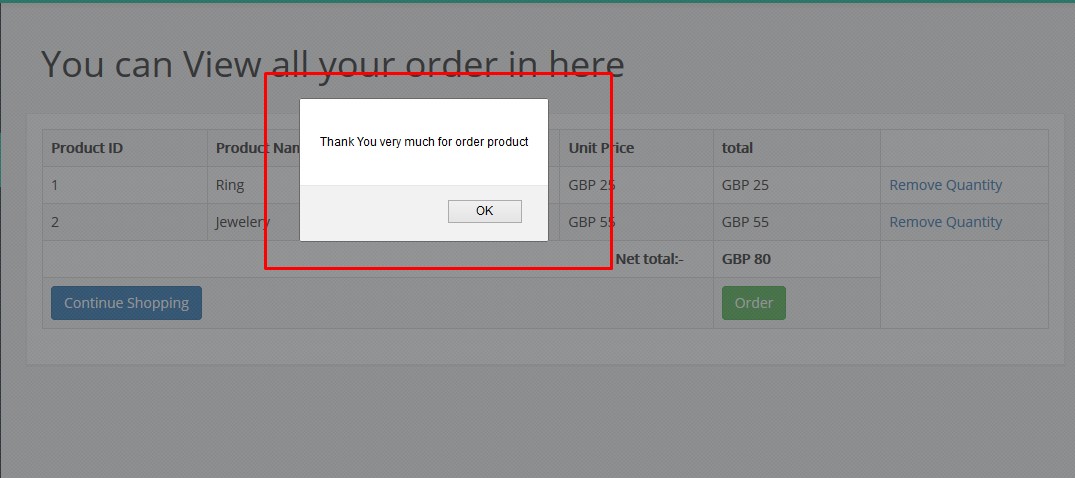 You can View all your order in here
Product ID Product Nam Unit Price total
Thank You very much for order product
1 Ring GBP 25 GBP 25 Remove Quantity
2 Jewelery GBP 55 GBP 55 Remove Quantity
OK
Net total:- GBP 80
Continue Shopping Order